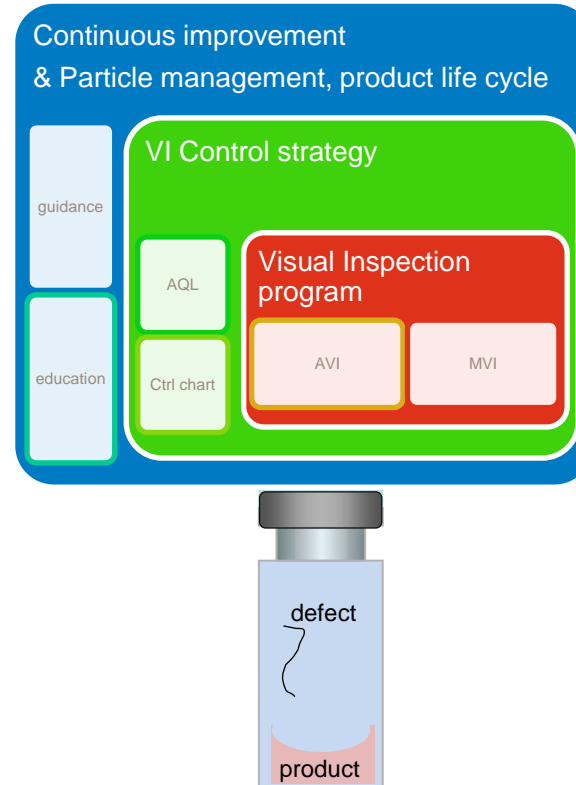 Continuous improvement
& Particle management, product life cycle
VI Control strategy
guidance
Visual Inspection
program
AQL
AVI
MVI
education
Ctrl chart
defect
product